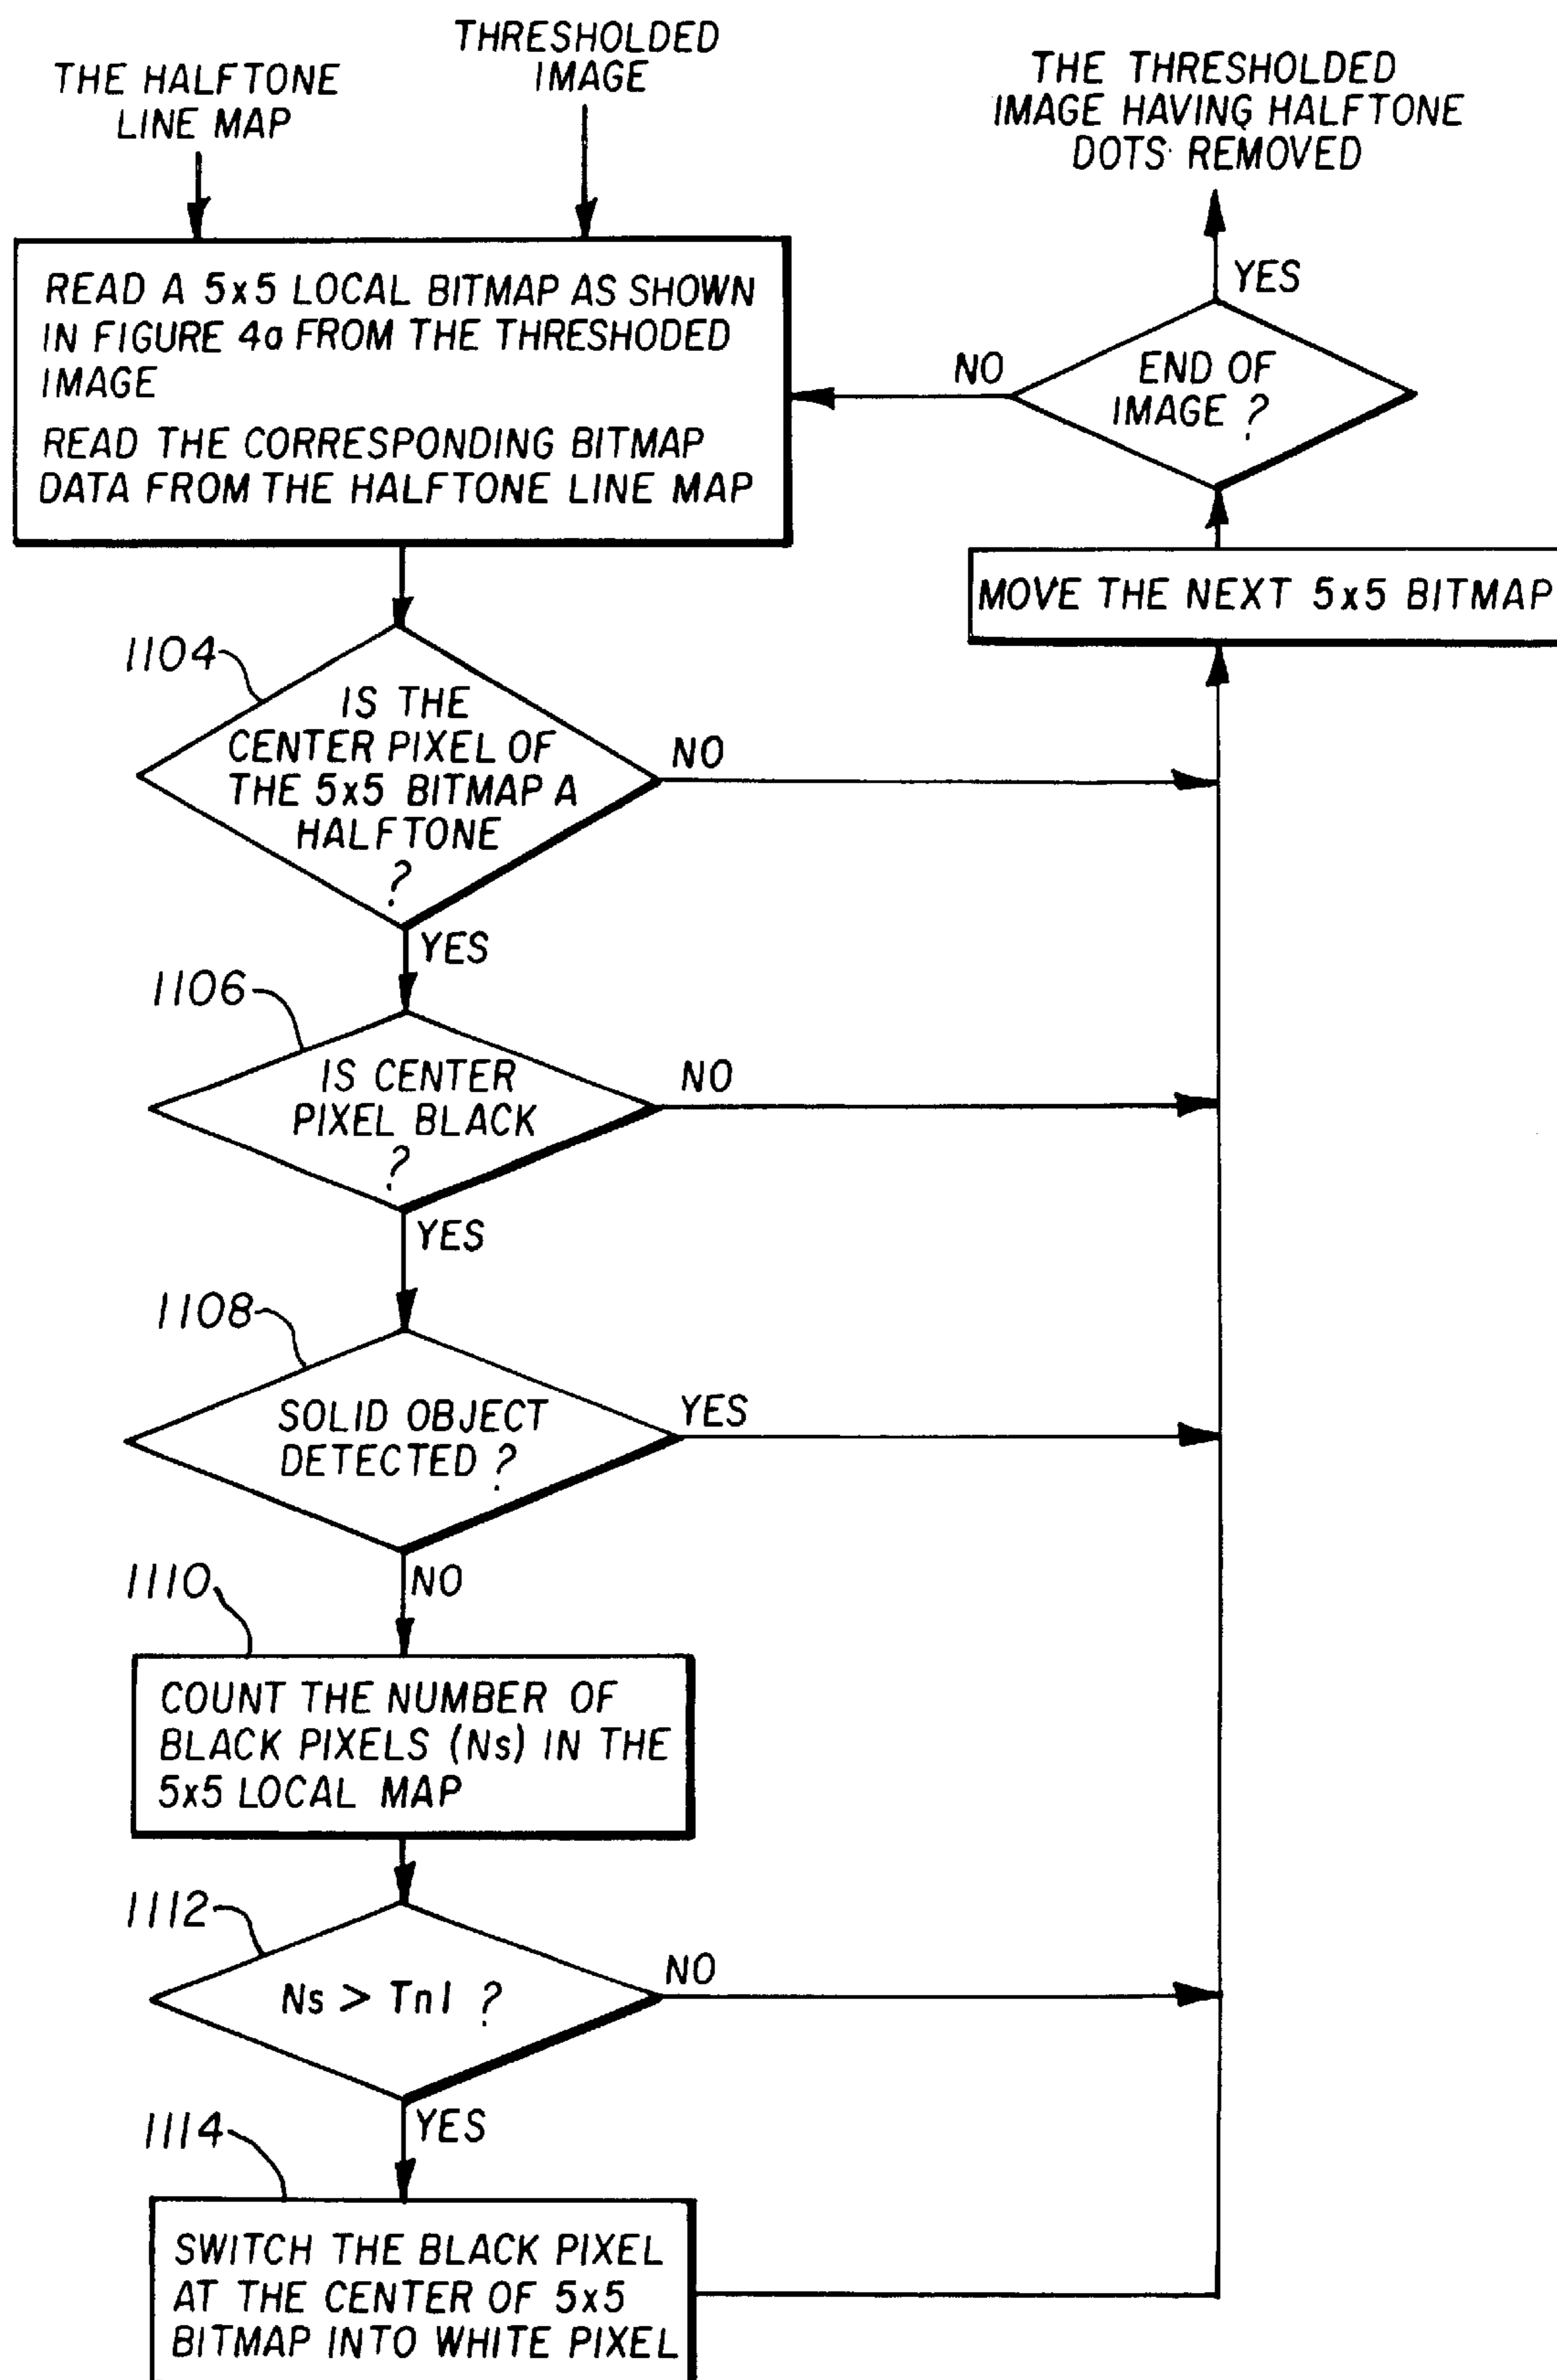 THE HALFTONE
LINE MAP
THRESHOLDED
IMAGE
THE THRESHOLDED
IMAGE HAVING HALFTONE
DOTS REMOVED
READ A 5x5 LOCAL BITMAP AS SHOWN
IN FIGURE 4a FROM THE THRESHODED
IMAGE
READ THE CORRESPONDING BITMAP
DATA FROM THE HALFTONE LINE MAP
YES
NO
END OF
IMAGE ?
MOVE THE NEXT 5x5 BITMAP
1104
IS THE
CENTER PIXEL OF
THE 5x5 BITMAP A
HALFTONE
?
NO
YES
1106
IS CENTER
PIXEL BLACK
?
NO
YES
1108
SOLID OBJECT
DETECTED ?
YES
NO
1110
COUNT THE NUMBER OF
BLACK PIXELS (Ns) IN THE
5x5 LOCAL MAP
1112
Ns > Tn1 ?
NO
YES
1114
SWITCH THE BLACK PIXEL
AT THE CENTER OF 5x5
BITMAP INTO WHITE PIXEL